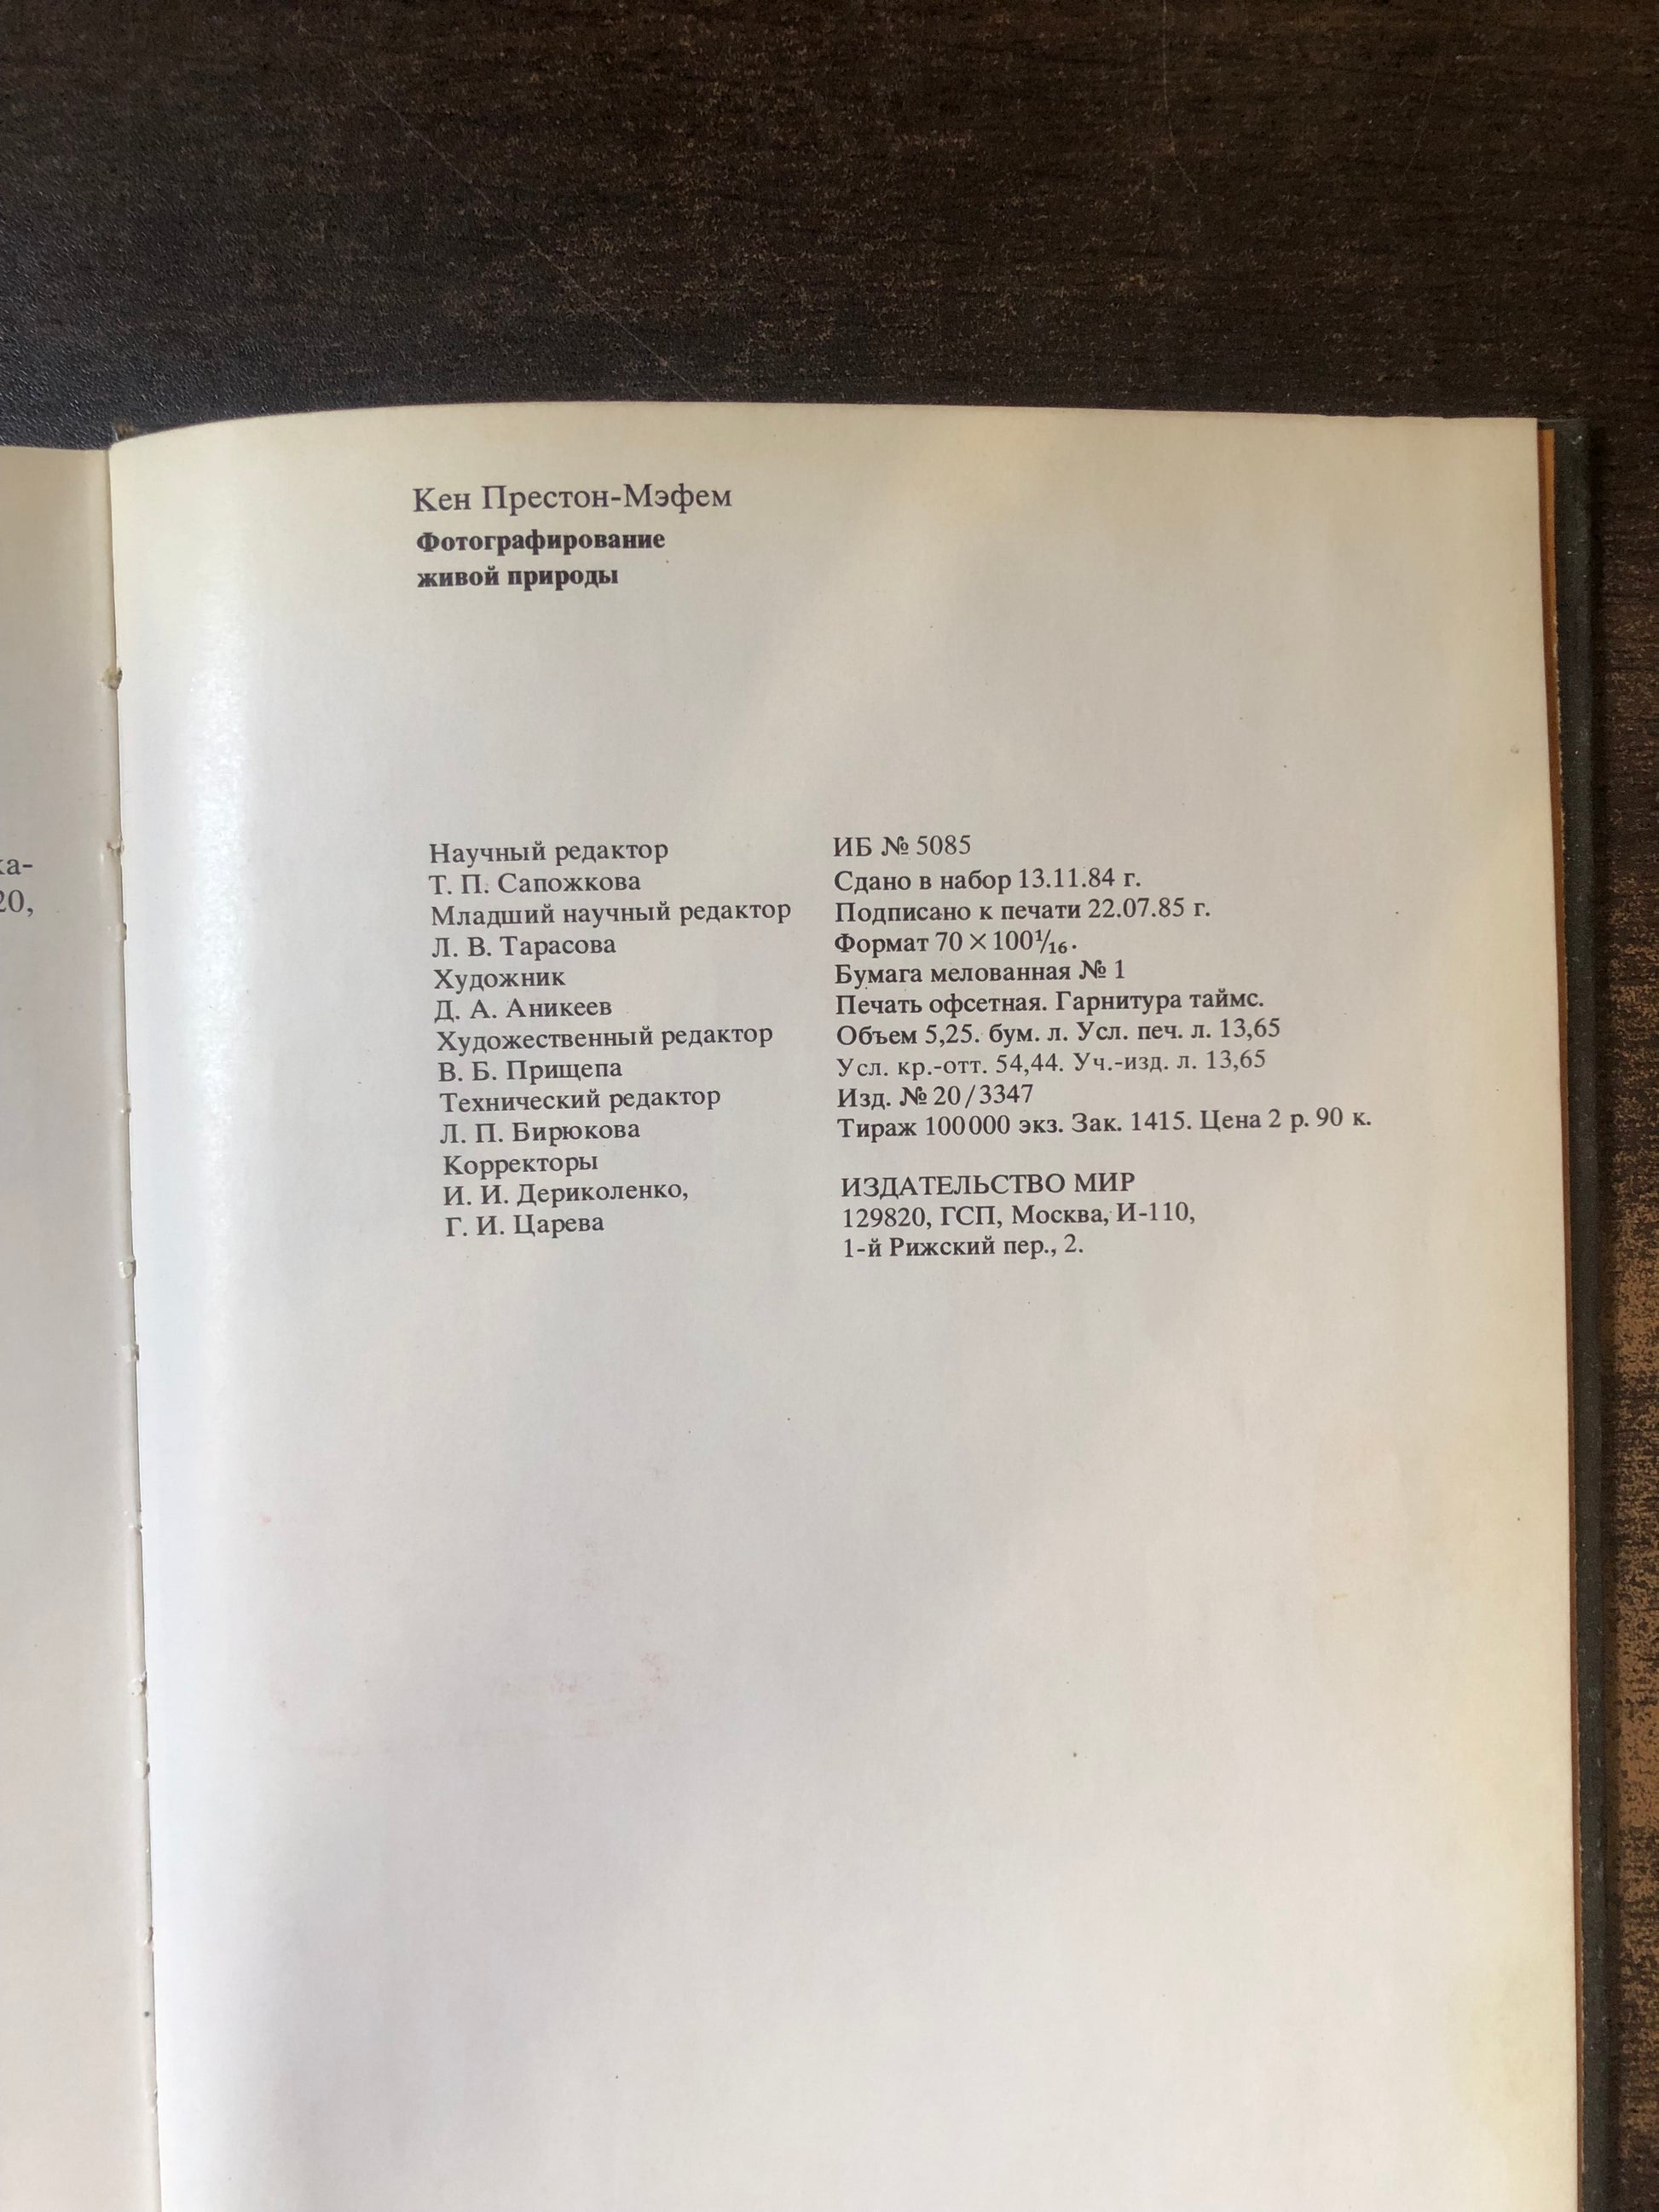 ка-
20,
Кен Престон-Мэфем
Фотографирование
живой природы
Научный редактор
Т. П. Сапожкова
Младший научный редактор
Л. В. Тарасова
Художник
Д. А. Аникеев
Художественный редактор
В. Б. Прищепа
Технический редактор
Л. П. Бирюкова
Корректоры
И. И. Дериколенко,
Г. И. Царева
ИБ № 5085
Сдано в набор 13.11.84 г.
Подписано к печати 22.07.85 г.
Формат 70 × 100 1/16.
Бумага мелованная № 1
Печать офсетная. Гарнитура таймс.
Объем 5,25. бум. л. Усл. печ. л. 13,65
Усл. кр.-отт. 54,44. Уч.-изд. л. 13,65
Изд. № 20/3347
Тираж 100000 экз. Зак. 1415. Цена 2 р. 90 к.
ИЗДАТЕЛЬСТВО МИР
129820, ГСП, Москва, И-110,
1-й Рижский пер., 2.